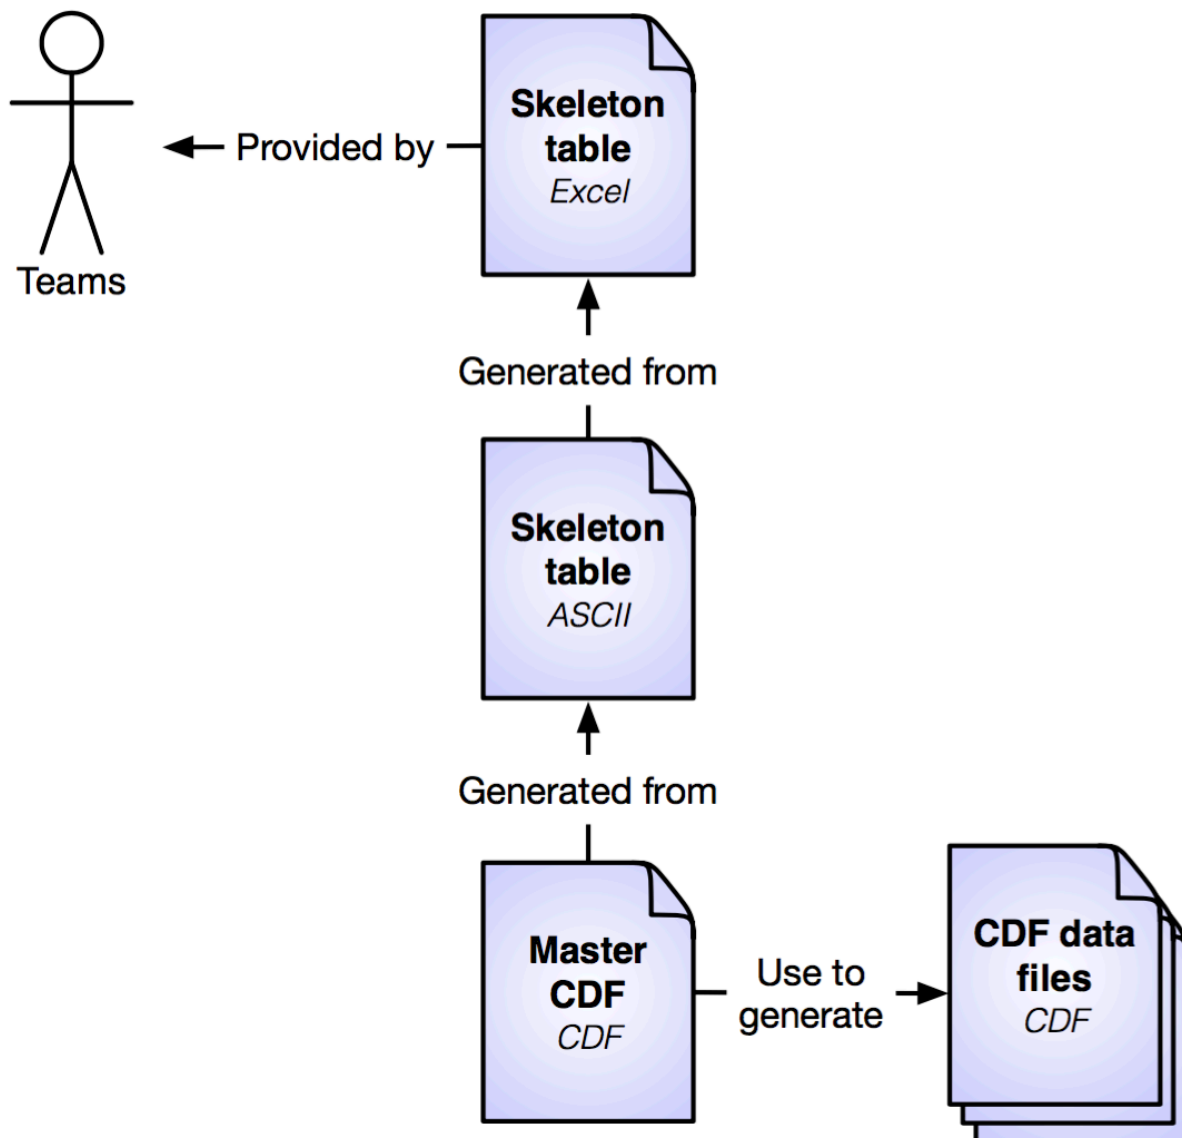 Skeleton
table
Excel
Provided by
Teams
Generated from
Skeleton
table
ASCII
Generated from
Master
CDF
CDF
Use to
generate
CDF data
files
CDF